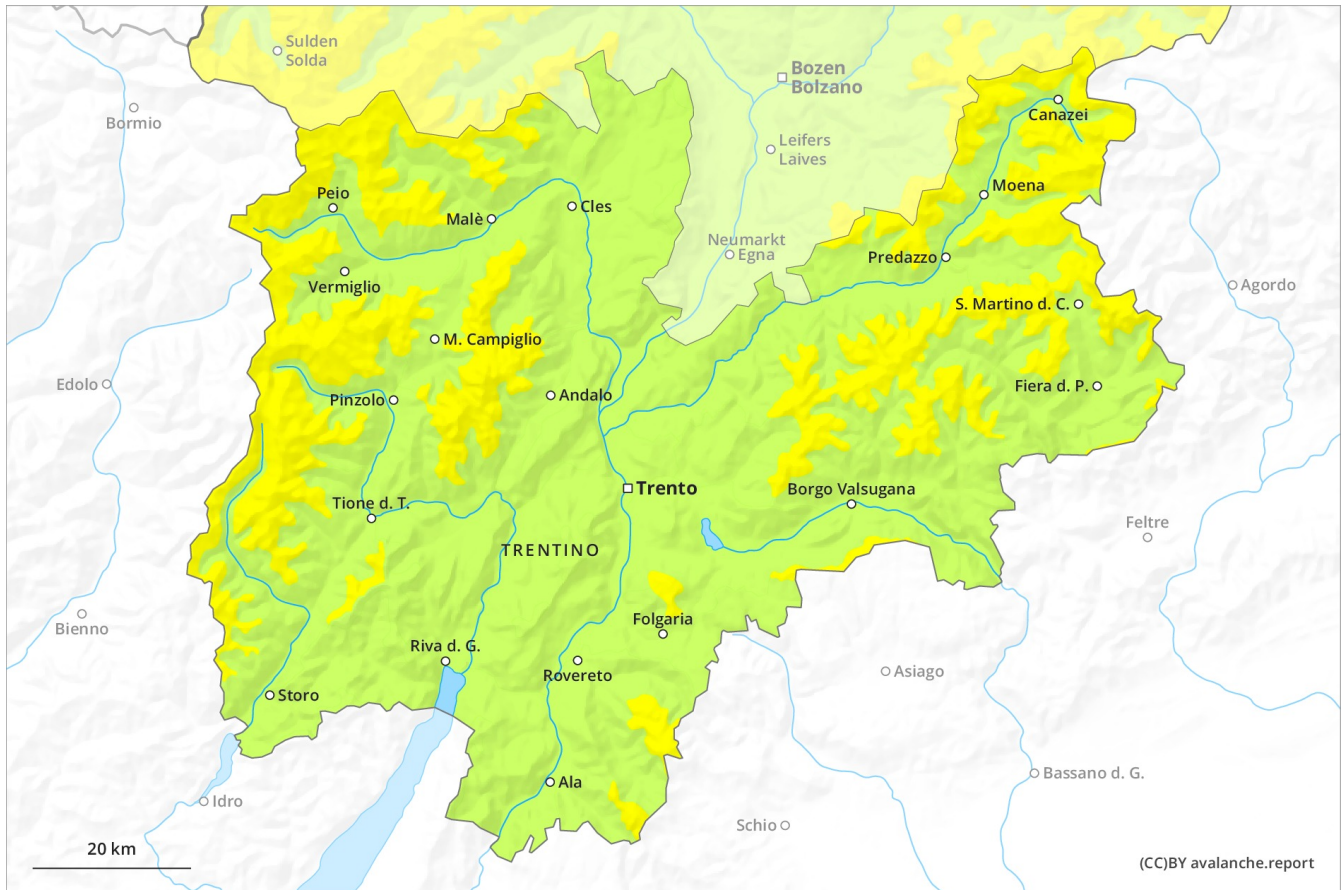 Sulden
Solda
Bozen
Bolzano
Bormio
Canazei
Leifers
Laives
Peio
Moena
Malè
Cles
Neumarkt
Egna
Predazzo
Vermiglio
Agordo
S. Martino d. C.
M. Campiglio
Edolo
Pinzolo
Andalo
Fiera d. P.
Trento
Borgo Valsugana
Tione d. T.
Feltre
TRENTINO
Bienno
Folgaria
Riva d. G.
Rovereto
Asiago
Storo
Ala
Bassano d. G.
Idro
Schio
20 km
(CC)BY avalanche.report